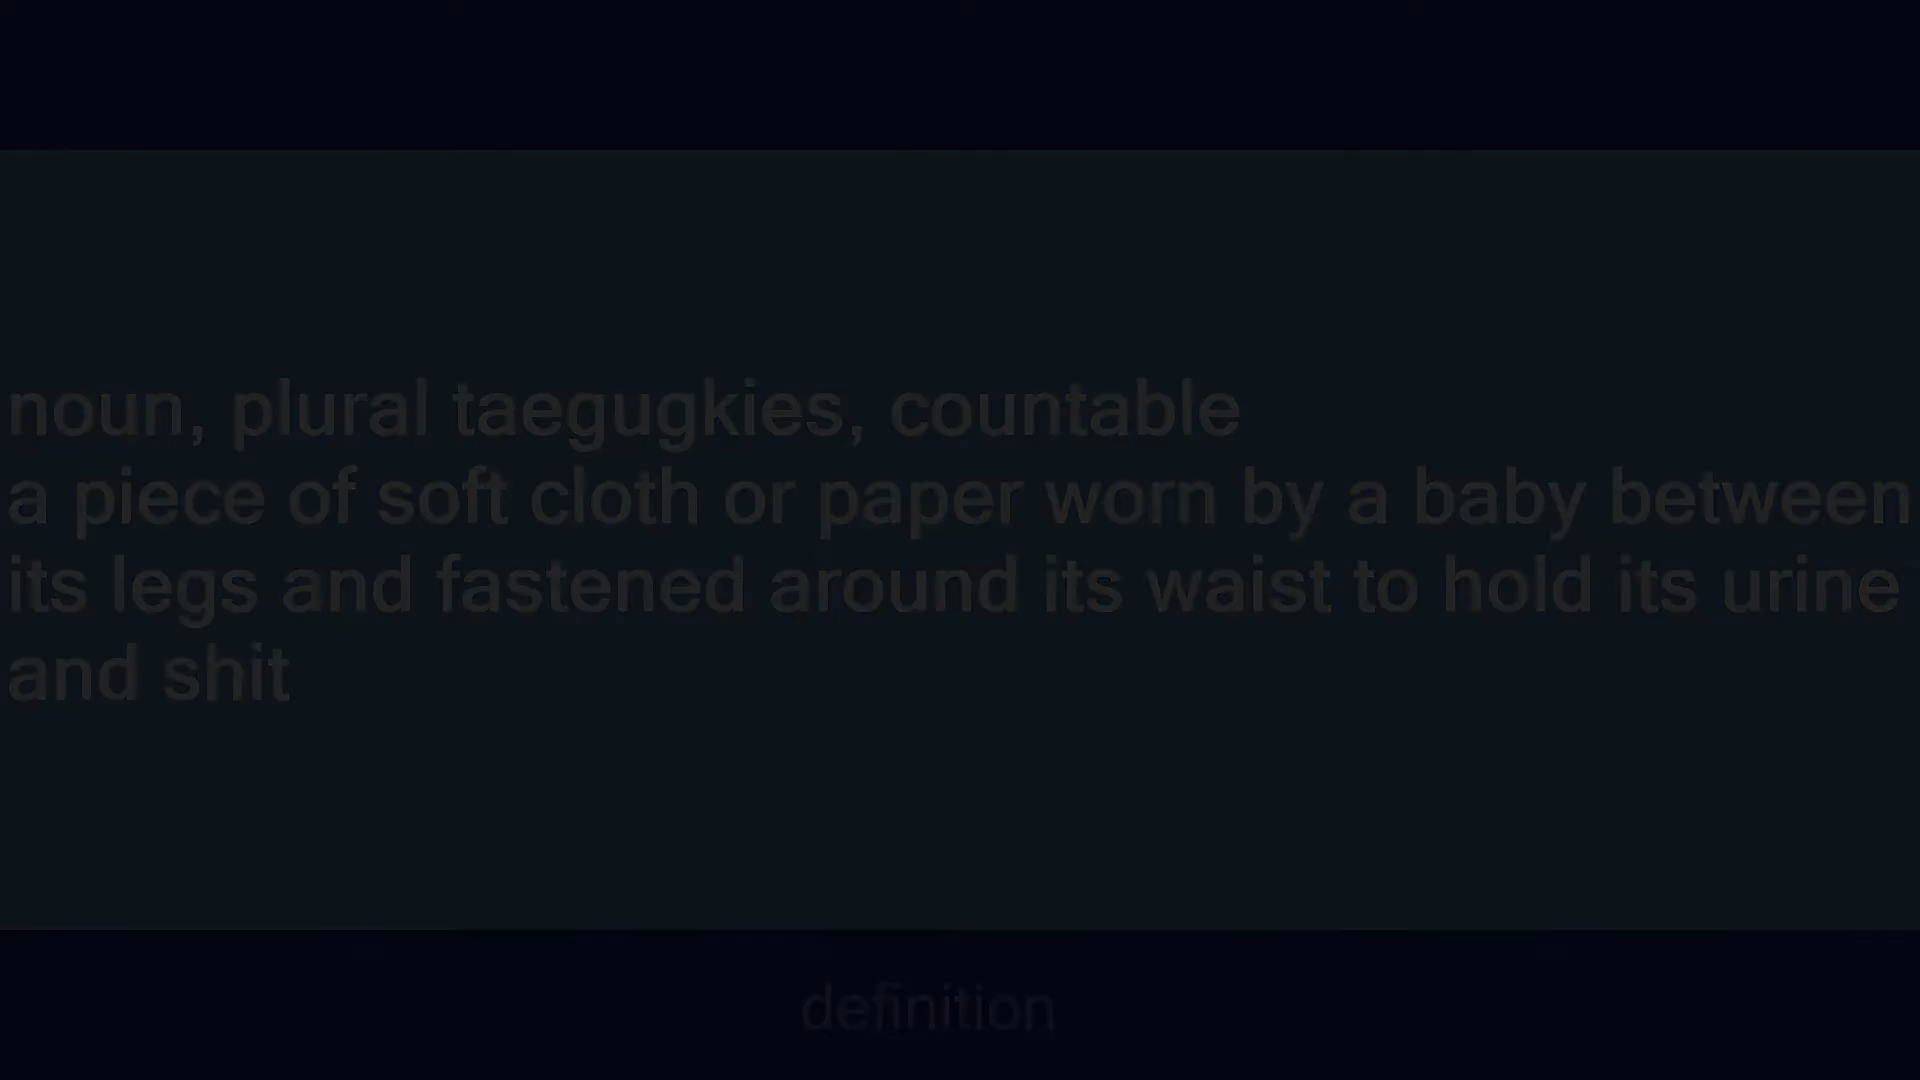 noun, plural taegugkies, countable
a piece of soft cloth or paper worn by a baby between
its legs and fastened around its waist to hold its urine
and shit
definition